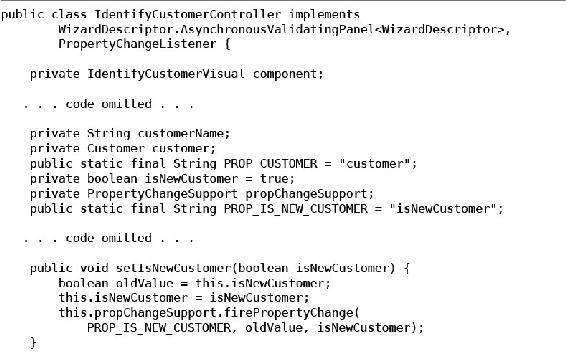 public class IdentifyCustomerController implements
        WizardDescriptor.AsynchronousValidatingPanel<WizardDescriptor>,
        PropertyChangeListener {
    private IdentifyCustomerVisual component;
   . . . code omitted . . .
    private String customerName;
    private Customer customer;
    public static final String PROP_CUSTOMER = "customer";
    private boolean isNewCustomer = true;
    private PropertyChangeSupport propChangeSupport;
    public static final String PROP_IS_NEW_CUSTOMER = "isNewCustomer";
   . . . code omitted . . .
    public void setIsNewCustomer(boolean isNewCustomer) {
        boolean oldValue = this.isNewCustomer;
        this.isNewCustomer = isNewCustomer;
        this.propChangeSupport.firePropertyChange(
            PROP_IS_NEW_CUSTOMER, oldValue, isNewCustomer);
    }